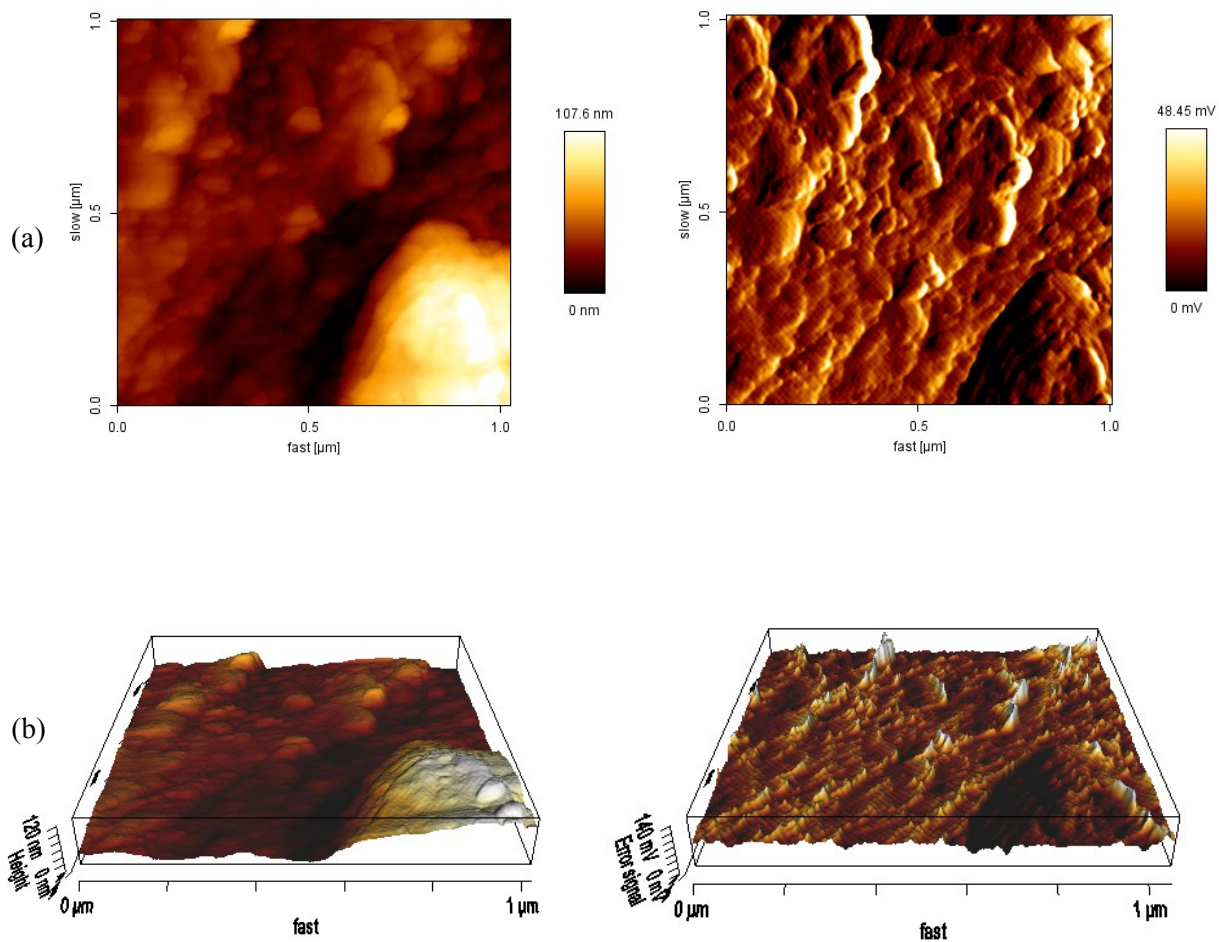 (a)
1.0
0.5
0.0
slow [µm]
0.0
0.5
1.0
fast [µm]
107.6 nm
0 nm
1.0
0.5
0.0
slow [µm]
0.0
0.5
1.0
fast [µm]
48.45 mV
0 mV
(b)
120 nm
0 nm
Height
0 µm
1 µm
fast
140 mV
0 mV
Error signal
0 µm
1 µm
fast